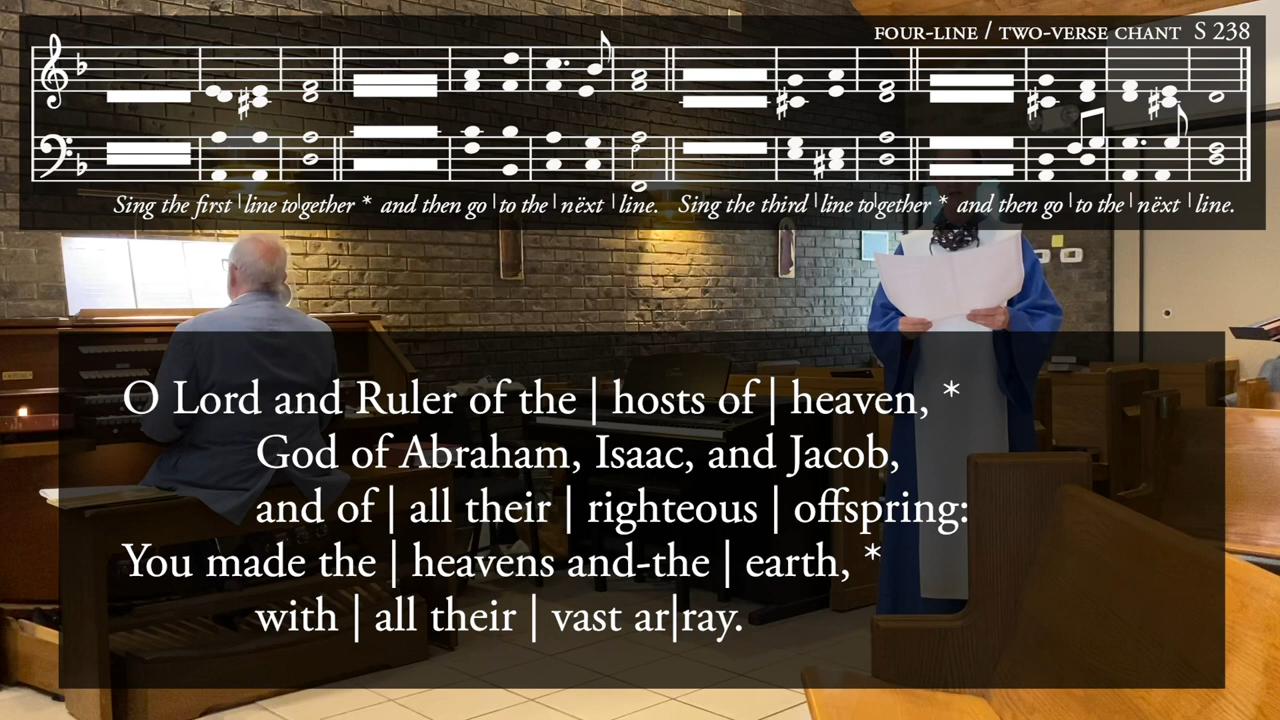 FOUR-LINE / TWO-VERSE CHANT S 238
Sing the first | line to|gether * and then go | to the | nëxt | line. Sing the third | line to|gether * and then go | to the | nëxt | line.
O Lord and Ruler of the | hosts of | heaven, *
God of Abraham, Isaac, and Jacob,
and of | all their | righteous | offspring:
You made the | heavens and-the | earth, *
with | all their | vast ar|ray.